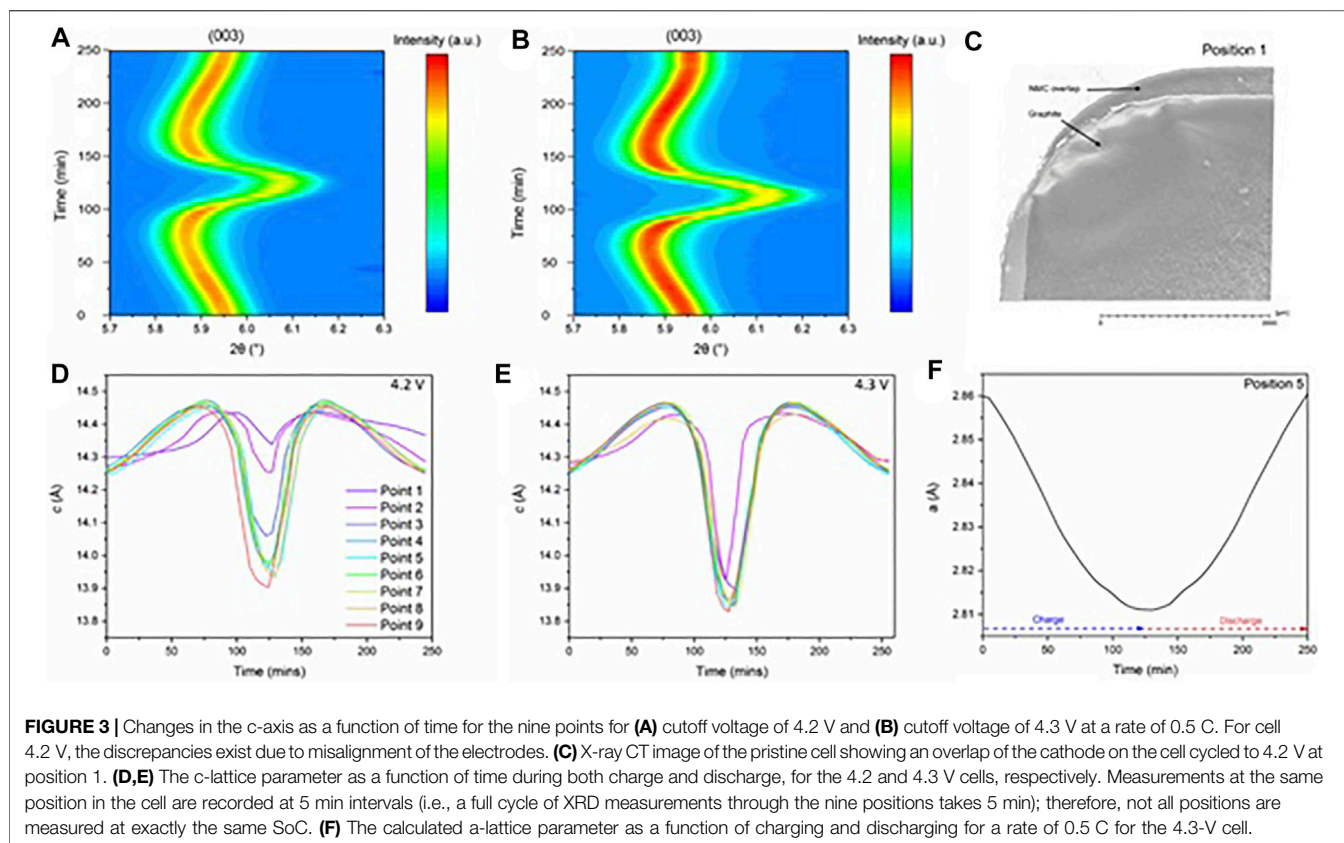 A
(003)
Intensity (a.u.)
250
200
150
100
50
0
Time (min)
5.7 5.8 5.9 6.0 6.1 6.2 6.3
2θ (°)
B
(003)
Intensity (a.u.)
250
200
150
100
50
0
Time (min)
5.7 5.8 5.9 6.0 6.1 6.2 6.3
2θ (°)
C
Position 1
NMC overlap
Graphite
D
4.2 V
14.5
14.4
14.3
14.2
14.1
14.0
13.9
13.8
c (Å)
Point 1
Point 2
Point 3
Point 4
Point 5
Point 6
Point 7
Point 8
Point 9
0 50 100 150 200 250
Time (mins)
E
4.3 V
14.5
14.4
14.3
14.2
14.1
14.0
13.9
13.8
c (Å)
0 50 100 150 200 250
Time (mins)
F
Position 5
2.86
2.85
2.84
2.83
2.82
2.81
a (Å)
Charge
Discharge
0 50 100 150 200 250
Time (min)
FIGURE 3 | Changes in the c-axis as a function of time for the nine points for (A) cutoff voltage of 4.2 V and (B) cutoff voltage of 4.3 V at a rate of 0.5 C. For cell
4.2 V, the discrepancies exist due to misalignment of the electrodes. (C) X-ray CT image of the pristine cell showing an overlap of the cathode on the cell cycled to 4.2 V at
position 1. (D,E) The c-lattice parameter as a function of time during both charge and discharge, for the 4.2 and 4.3 V cells, respectively. Measurements at the same
position in the cell are recorded at 5 min intervals (i.e., a full cycle of XRD measurements through the nine positions takes 5 min); therefore, not all positions are
measured at exactly the same SoC. (F) The calculated a-lattice parameter as a function of charging and discharging for a rate of 0.5 C for the 4.3-V cell.